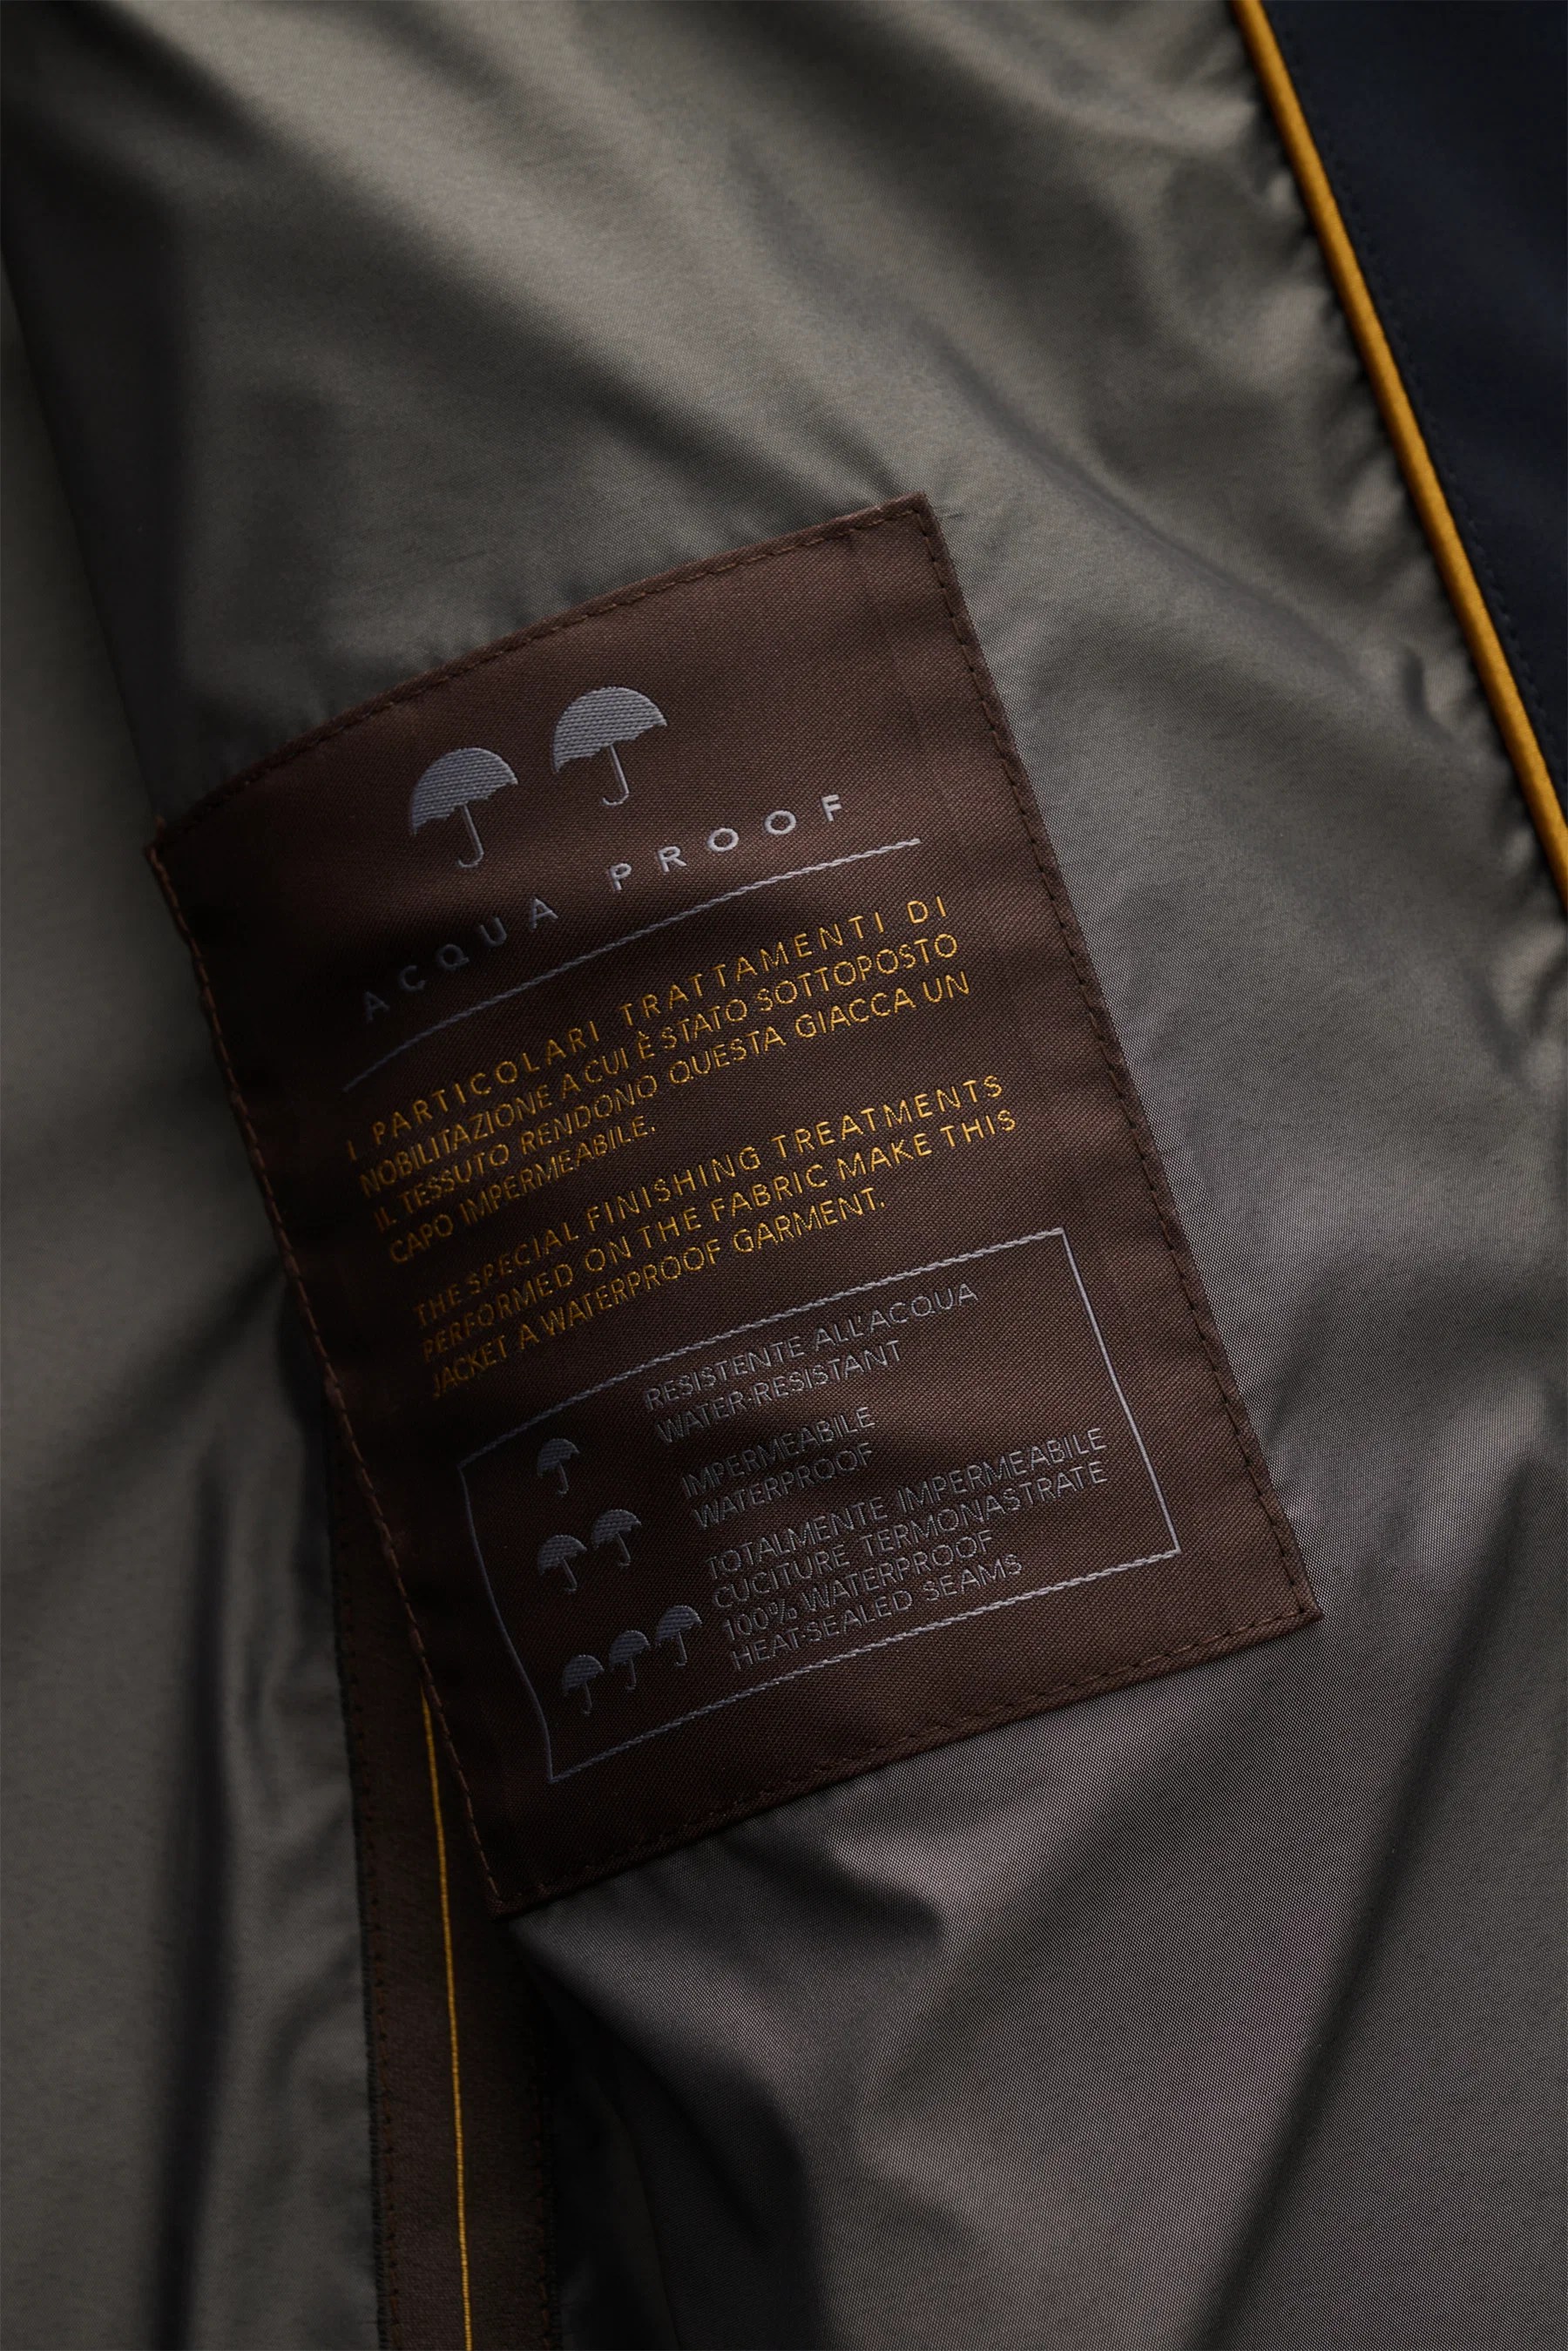 ACQUA PROOF
I PARTICOLARI TRATTAMENTI DI
NOBILITAZIONE A CUI È STATO SOTTOPOSTO
IL TESSUTO RENDONO QUESTA GIACCA UN
CAPO IMPERMEABILE.
THE SPECIAL FINISHING TREATMENTS
PERFORMED ON THE FABRIC MAKE THIS
JACKET A WATERPROOF GARMENT.
RESISTENTE ALL'ACQUA
WATER-RESISTANT
IMPERMEABILE
WATERPROOF
TOTALMENTE IMPERMEABILE
CUCITURE TERMONASTRATE
100% WATERPROOF
HEAT-SEALED SEAMS